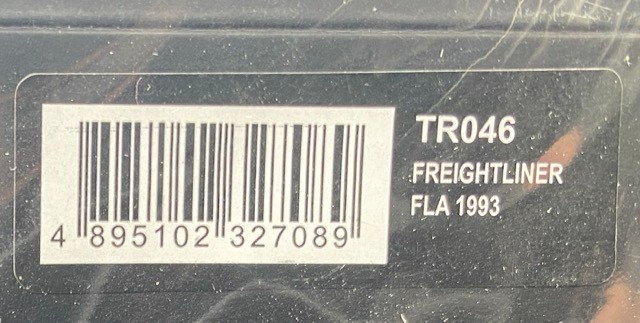 TR046
FREIGHTLINER
FLA 1993
4 895102 327089